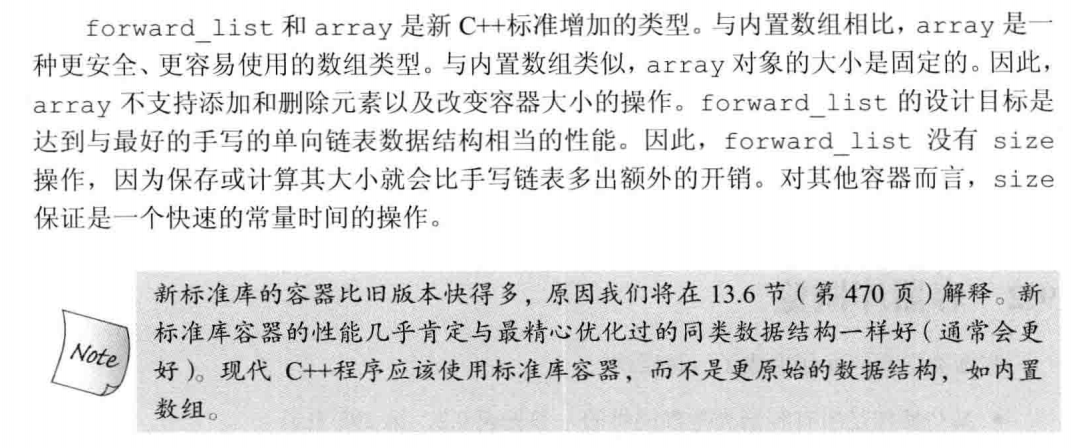 forward_list 和 array 是新 C++标准增加的类型。与内置数组相比，array 是一
种更安全、更容易使用的数组类型。与内置数组类似，array 对象的大小是固定的。因此，
array 不支持添加和删除元素以及改变容器大小的操作。forward_list 的设计目标是
达到与最好的手写的单向链表数据结构相当的性能。因此，forward_list 没有 size
操作，因为保存或计算其大小就会比手写链表多出额外的开销。对其他容器而言，size
保证是一个快速的常量时间的操作。
Note
新标准库的容器比旧版本快得多，原因我们将在 13.6 节（第 470 页）解释。新
标准库容器的性能几乎肯定与最精心优化过的同类数据结构一样好（通常会更
好）。现代 C++程序应该使用标准库容器，而不是更原始的数据结构，如内置
数组。